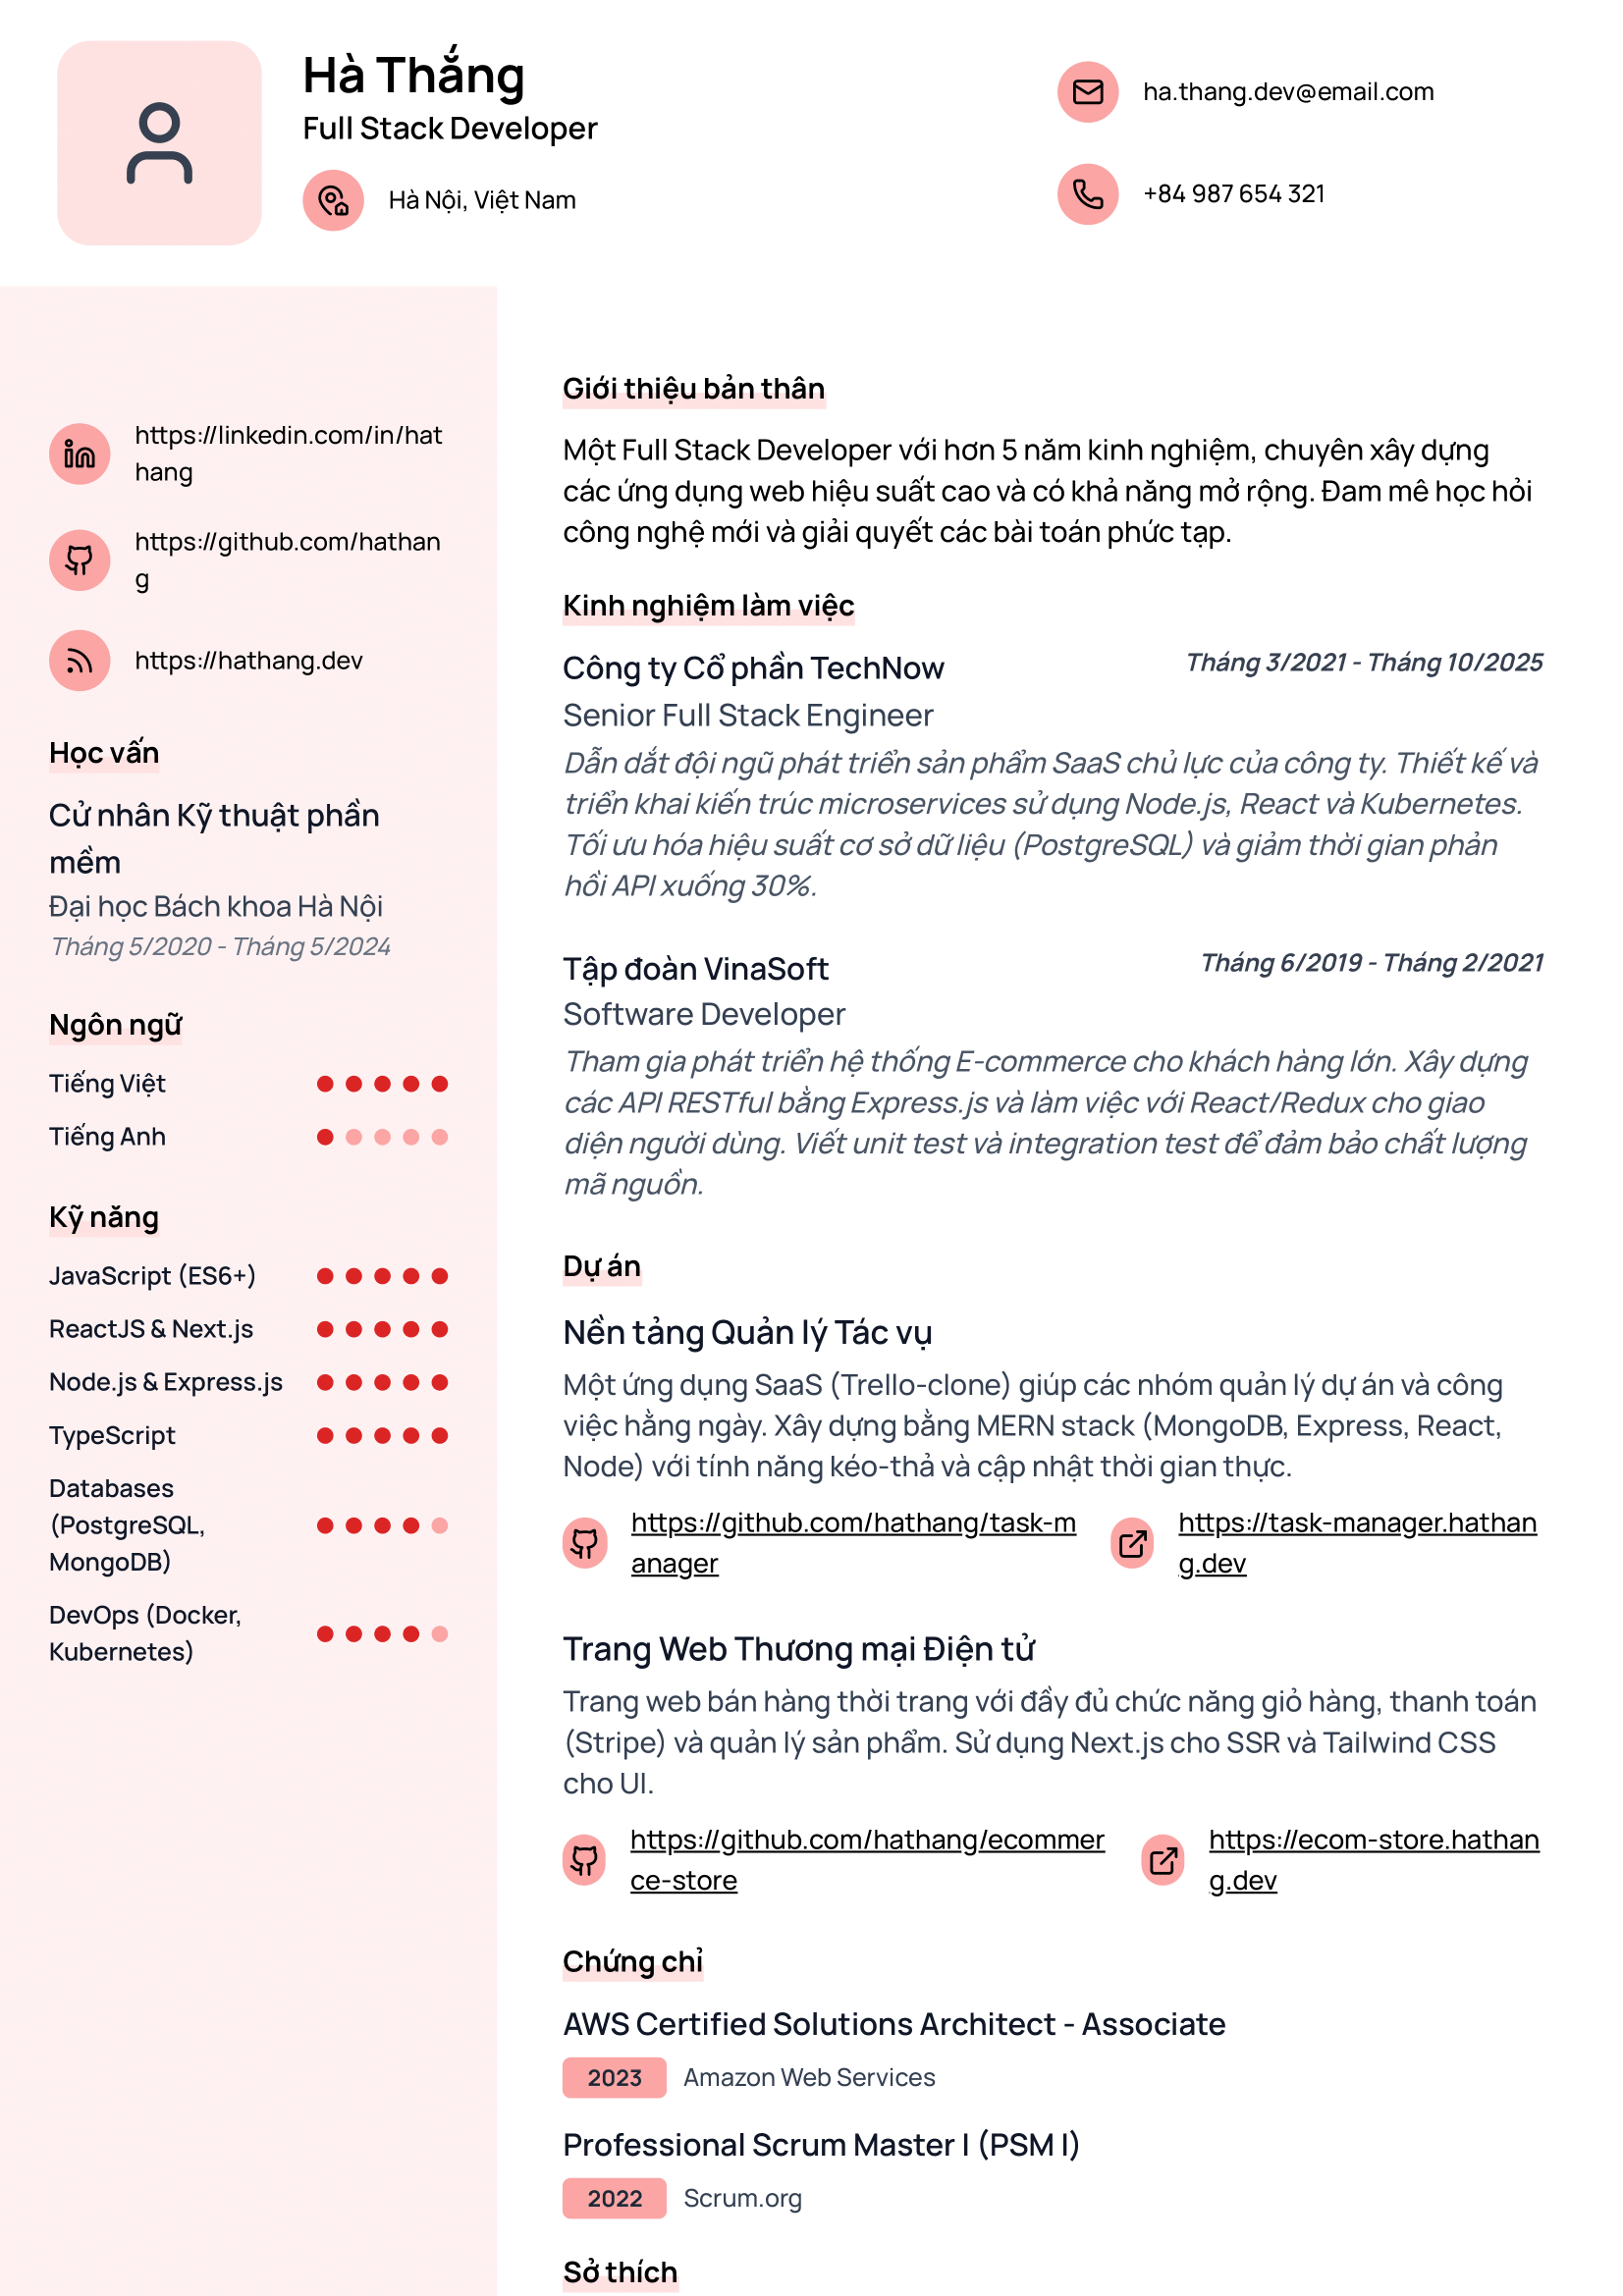 Hà Thắng
Full Stack Developer
Hà Nội, Việt Nam
ha.thang.dev@email.com
+84 987 654 321
https://linkedin.com/in/hat
hang
https://github.com/hathan
g
https://hathang.dev
Học vấn
Cử nhân Kỹ thuật phần
mềm
Đại học Bách khoa Hà Nội
Tháng 5/2020 - Tháng 5/2024
Ngôn ngữ
Tiếng Việt
Tiếng Anh
Kỹ năng
JavaScript (ES6+)
ReactJS & Next.js
Node.js & Express.js
TypeScript
Databases
(PostgreSQL,
MongoDB)
DevOps (Docker,
Kubernetes)
Giới thiệu bản thân
Một Full Stack Developer với hơn 5 năm kinh nghiệm, chuyên xây dựng
các ứng dụng web hiệu suất cao và có khả năng mở rộng. Đam mê học hỏi
công nghệ mới và giải quyết các bài toán phức tạp.
Kinh nghiệm làm việc
Công ty Cổ phần TechNow
Tháng 3/2021 - Tháng 10/2025
Senior Full Stack Engineer
Dẫn dắt đội ngũ phát triển sản phẩm SaaS chủ lực của công ty. Thiết kế và
triển khai kiến trúc microservices sử dụng Node.js, React và Kubernetes.
Tối ưu hóa hiệu suất cơ sở dữ liệu (PostgreSQL) và giảm thời gian phản
hồi API xuống 30%.
Tập đoàn VinaSoft
Tháng 6/2019 - Tháng 2/2021
Software Developer
Tham gia phát triển hệ thống E-commerce cho khách hàng lớn. Xây dựng
các API RESTful bằng Express.js và làm việc với React/Redux cho giao
diện người dùng. Viết unit test và integration test để đảm bảo chất lượng
mã nguồn.
Dự án
Nền tảng Quản lý Tác vụ
Một ứng dụng SaaS (Trello-clone) giúp các nhóm quản lý dự án và công
việc hằng ngày. Xây dựng bằng MERN stack (MongoDB, Express, React,
Node) với tính năng kéo-thả và cập nhật thời gian thực.
https://github.com/hathang/task-m
anager
https://task-manager.hathan
g.dev
Trang Web Thương mại Điện tử
Trang web bán hàng thời trang với đầy đủ chức năng giỏ hàng, thanh toán
(Stripe) và quản lý sản phẩm. Sử dụng Next.js cho SSR và Tailwind CSS
cho UI.
https://github.com/hathang/ecommer
ce-store
https://ecom-store.hathan
g.dev
Chứng chỉ
AWS Certified Solutions Architect - Associate
2023 Amazon Web Services
Professional Scrum Master I (PSM I)
2022 Scrum.org
Sở thích